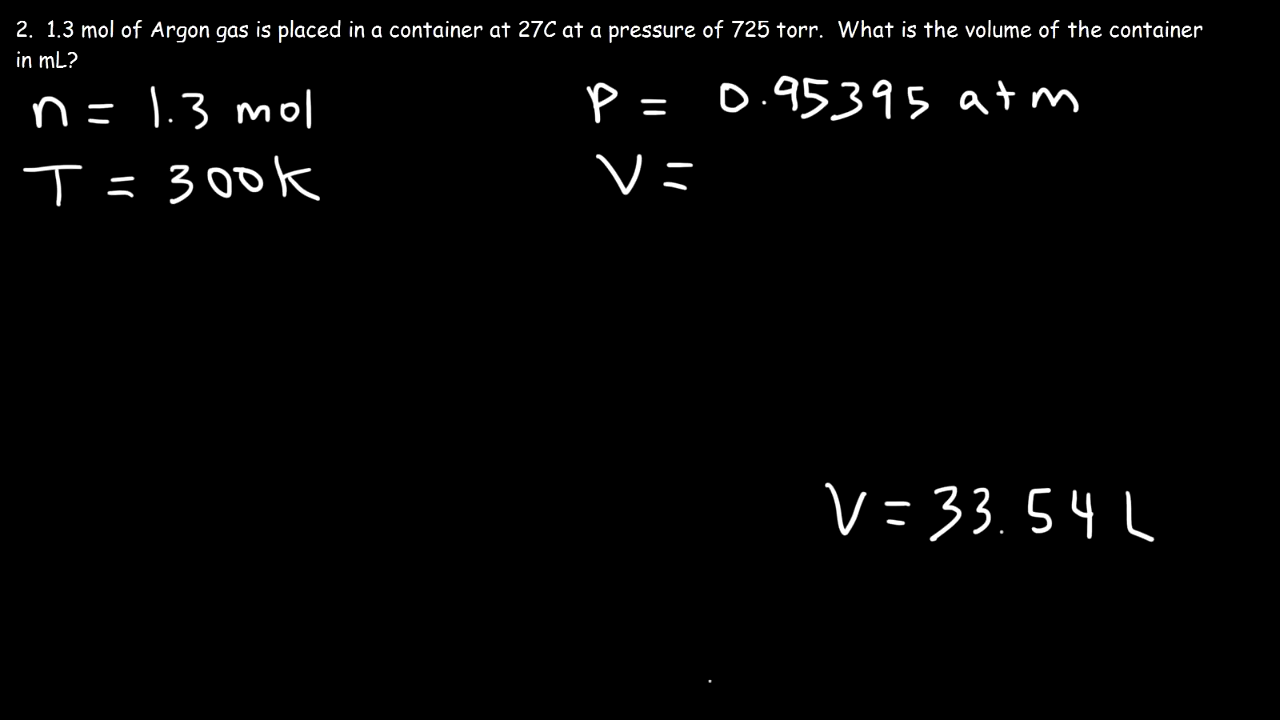 2. 1.3 mol of Argon gas is placed in a container at 27C at a pressure of 725 torr. What is the volume of the container
in mL?
n = 1.3 mol
P = 0.95395 atm
T = 300K
V =
V = 33.54 L